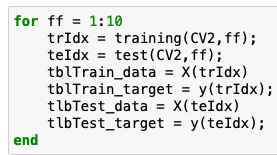 for ff = 1:10
    trIdx = training(CV2,ff);
    teIdx = test(CV2,ff);
    tblTrain_data = X(trIdx)
    tblTrain_target = y(trIdx);
    tlbTest_data = X(teIdx)
    tlbTest_target = y(teIdx);
end